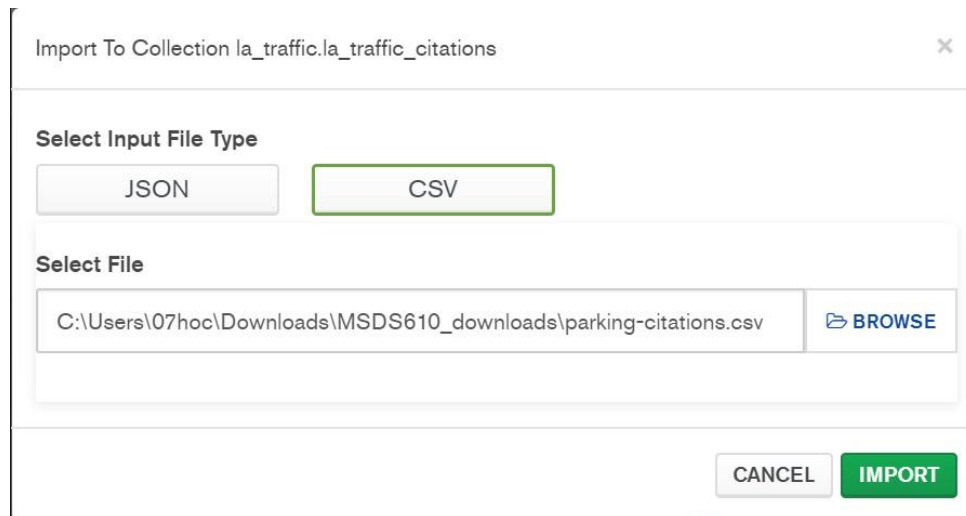 Import To Collection la_traffic.la_traffic_citations
×
Select Input File Type
JSON CSV
Select File
C:\Users\07hoc\Downloads\MSDS610_downloads\parking-citations.csv BROWSE
CANCEL IMPORT